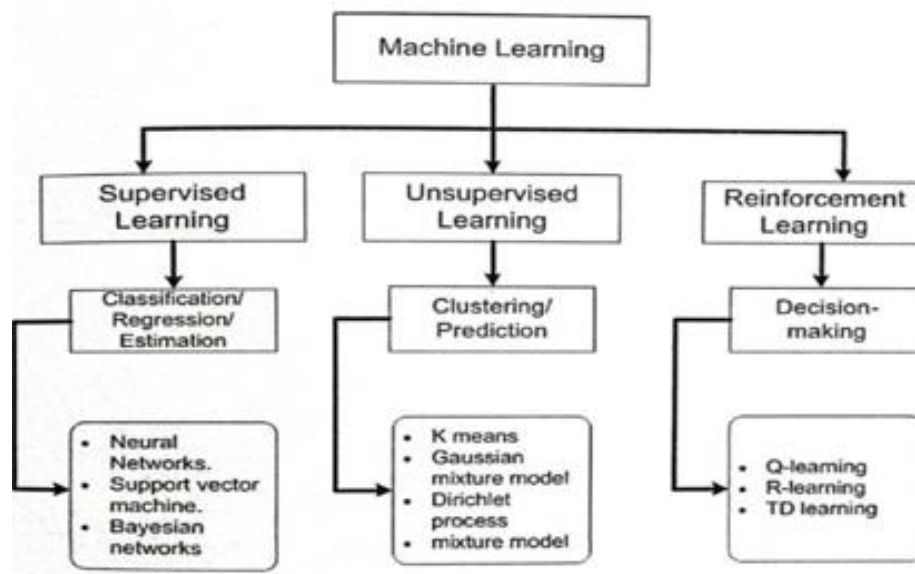 Machine Learning
Supervised
Learning
Unsupervised
Learning
Reinforcement
Learning
Classification/
Regression/
Estimation
Clustering/
Prediction
Decision-
making
• Neural
Networks.
• Support vector
machine.
• Bayesian
networks
• K means
• Gaussian
mixture model
• Dirichlet
process
• mixture model
• Q-learning
• R-learning
• TD learning